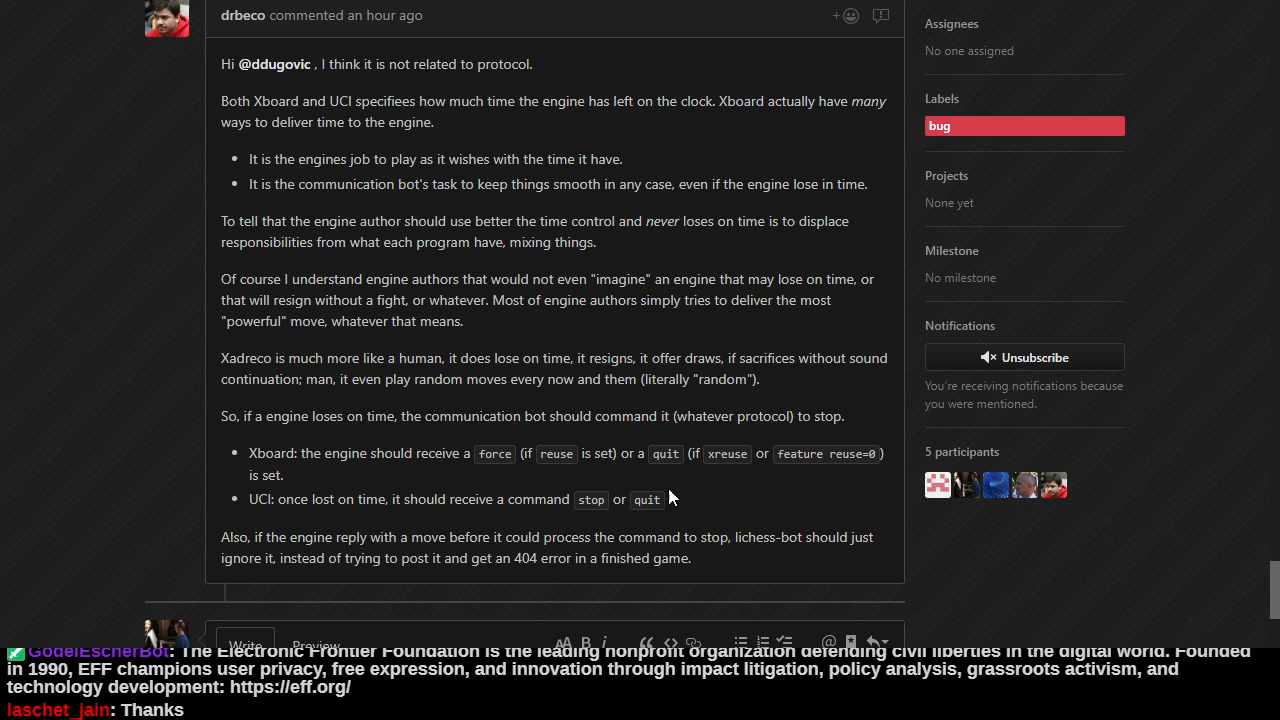 drbeco commented an hour ago
Hi @ddugovic , I think it is not related to protocol.
Both Xboard and UCI specifiees how much time the engine has left on the clock. Xboard actually have many
ways to deliver time to the engine.
It is the engines job to play as it wishes with the time it have.
It is the communication bot's task to keep things smooth in any case, even if the engine lose in time.
To tell that the engine author should use better the time control and never loses on time is to displace
responsibilities from what each program have, mixing things.
Of course I understand engine authors that would not even "imagine" an engine that may lose on time, or
that will resign without a fight, or whatever. Most of engine authors simply tries to deliver the most
"powerful" move, whatever that means.
Xadreco is much more like a human, it does lose on time, it resigns, it offer draws, if sacrifices without sound
continuation; man, it even play random moves every now and them (literally "random").
So, if a engine loses on time, the communication bot should command it (whatever protocol) to stop.
Xboard: the engine should receive a force (if reuse is set) or a quit (if xreuse or feature reuse=0 )
is set.
UCI: once lost on time, it should receive a command stop or quit
Also, if the engine reply with a move before it could process the command to stop, lichess-bot should just
ignore it, instead of trying to post it and get an 404 error in a finished game.
Write Preview
Assignees
No one assigned
Labels
bug
Projects
None yet
Milestone
No milestone
Notifications
Unsubscribe
You're receiving notifications because
you were mentioned.
5 participants
GodelEscherBot: The Electronic Frontier Foundation is the leading nonprofit organization defending civil liberties in the digital world. Founded
in 1990, EFF champions user privacy, free expression, and innovation through impact litigation, policy analysis, grassroots activism, and
technology development: https://eff.org/
laschet_jain: Thanks